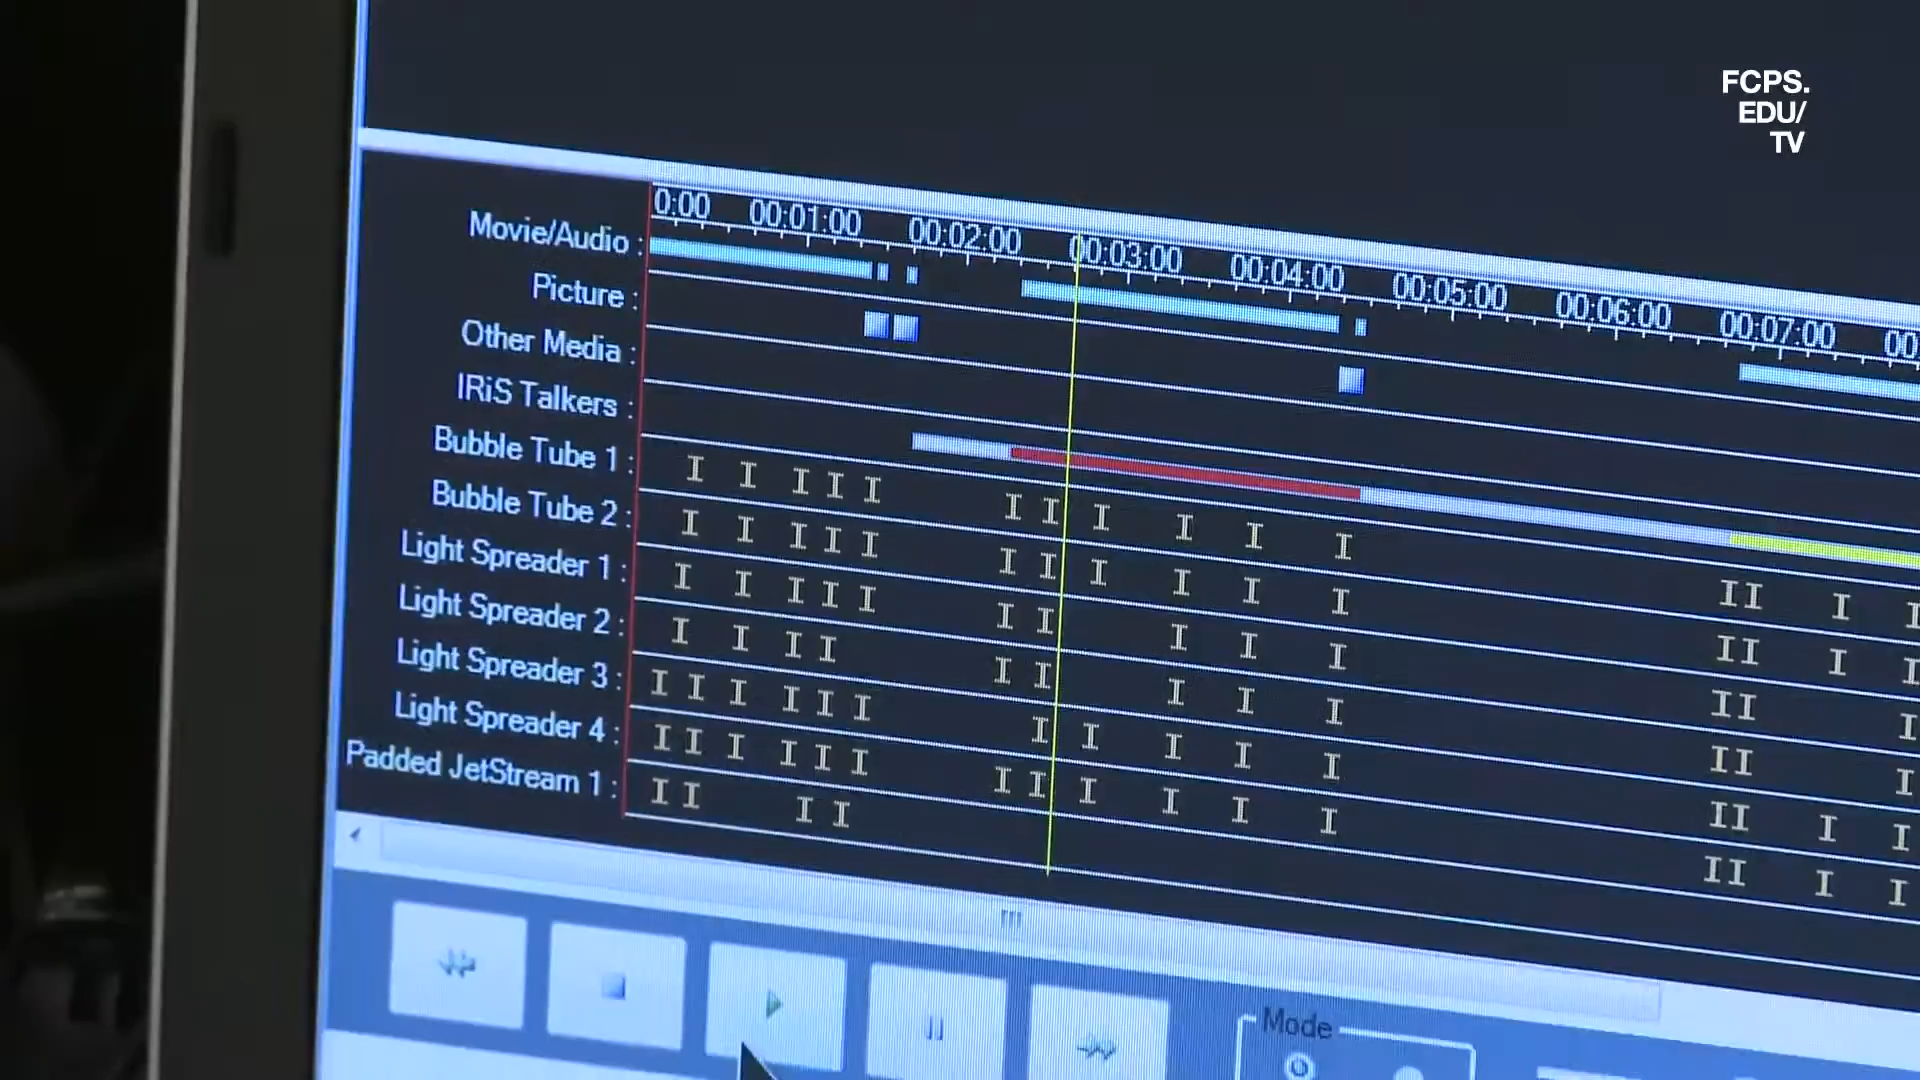 FCPS.
EDU/
TV
0:00 00:01:00 00:02:00 00:03:00 00:04:00 00:05:00 00:06:00 00:07:00 00
Movie/Audio :
Picture :
Other Media :
IRiS Talkers :
Bubble Tube 1 :
Bubble Tube 2 :
Light Spreader 1 :
Light Spreader 2 :
Light Spreader 3 :
Light Spreader 4 :
Padded JetStream 1 :
Mode